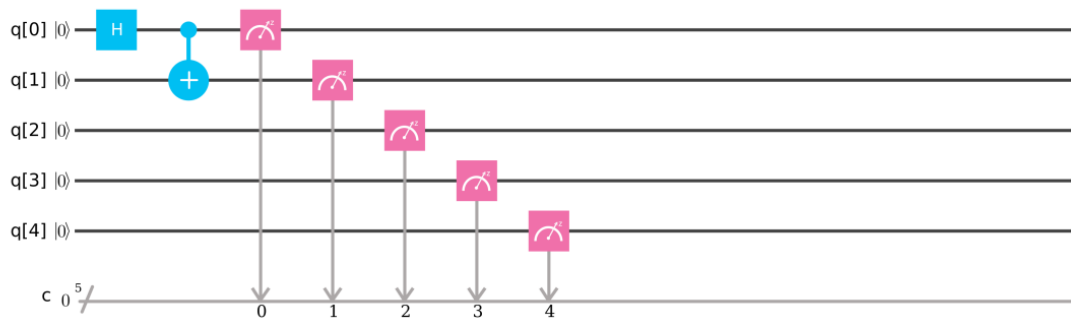 q[0] |0⟩ H z
q[1] |0⟩ + z
q[2] |0⟩ z
q[3] |0⟩ z
q[4] |0⟩ z
c 0 5
0 1 2 3 4